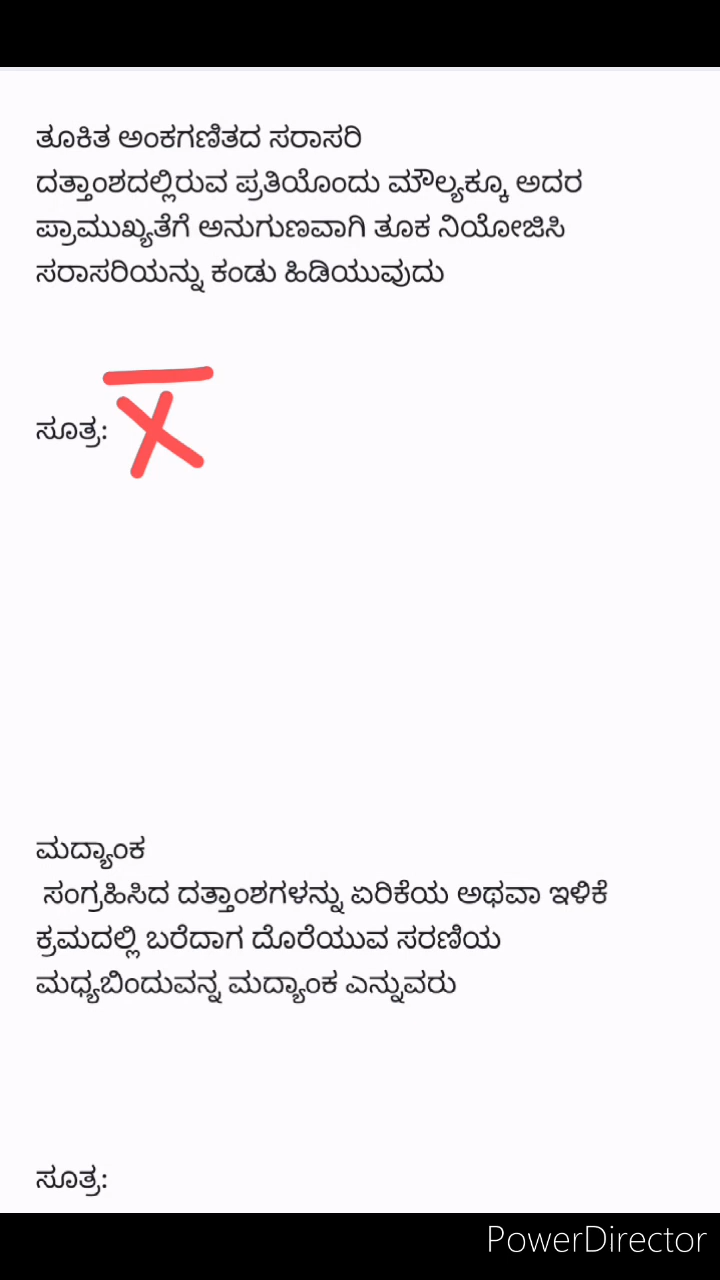 ತೂಕಿತ ಅಂಕಗಣಿತದ ಸರಾಸರಿ
ದತ್ತಾಂಶದಲ್ಲಿರುವ ಪ್ರತಿಯೊಂದು ಮೌಲ್ಯಕ್ಕೂ ಅದರ
ಪ್ರಾಮುಖ್ಯತೆಗೆ ಅನುಗುಣವಾಗಿ ತೂಕ ನಿಯೋಜಿಸಿ
ಸರಾಸರಿಯನ್ನು ಕಂಡು ಹಿಡಿಯುವುದು
ಸೂತ್ರ: X̅
ಮದ್ಯಾಂಕ
ಸಂಗ್ರಹಿಸಿದ ದತ್ತಾಂಶಗಳನ್ನು ಏರಿಕೆಯ ಅಥವಾ ಇಳಿಕೆ
ಕ್ರಮದಲ್ಲಿ ಬರೆದಾಗ ದೊರೆಯುವ ಸರಣಿಯ
ಮಧ್ಯಬಿಂದುವನ್ನ ಮದ್ಯಾಂಕ ಎನ್ನುವರು
ಸೂತ್ರ:
PowerDirector